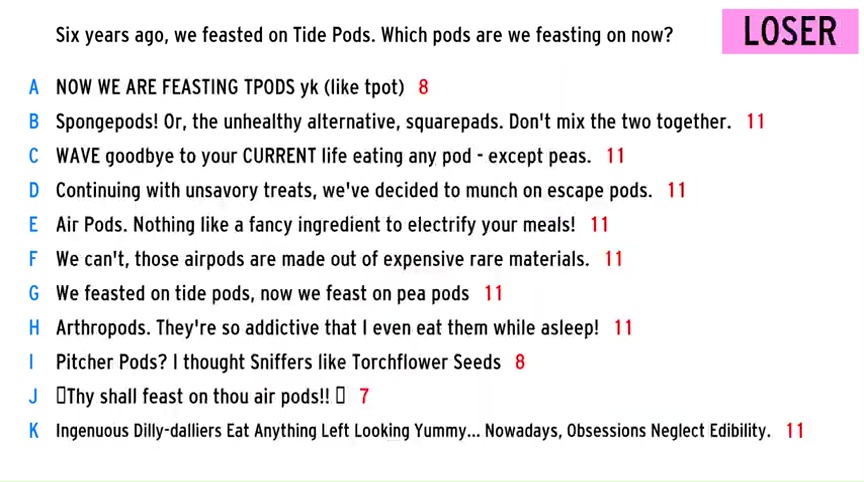 Six years ago, we feasted on Tide Pods. Which pods are we feasting on now?
LOSER
A NOW WE ARE FEASTING TPODS yk (like tpot) 8
B Spongepods! Or, the unhealthy alternative, squarepads. Don't mix the two together. 11
C WAVE goodbye to your CURRENT life eating any pod - except peas. 11
D Continuing with unsavory treats, we've decided to munch on escape pods. 11
E Air Pods. Nothing like a fancy ingredient to electrify your meals! 11
F We can't, those airpods are made out of expensive rare materials. 11
G We feasted on tide pods, now we feast on pea pods 11
H Arthropods. They're so addictive that I even eat them while asleep! 11
I Pitcher Pods? I thought Sniffers like Torchflower Seeds 8
J Thy shall feast on thou air pods!! 7
K Ingenuous Dilly-dalliers Eat Anything Left Looking Yummy... Nowadays, Obsessions Neglect Edibility. 11